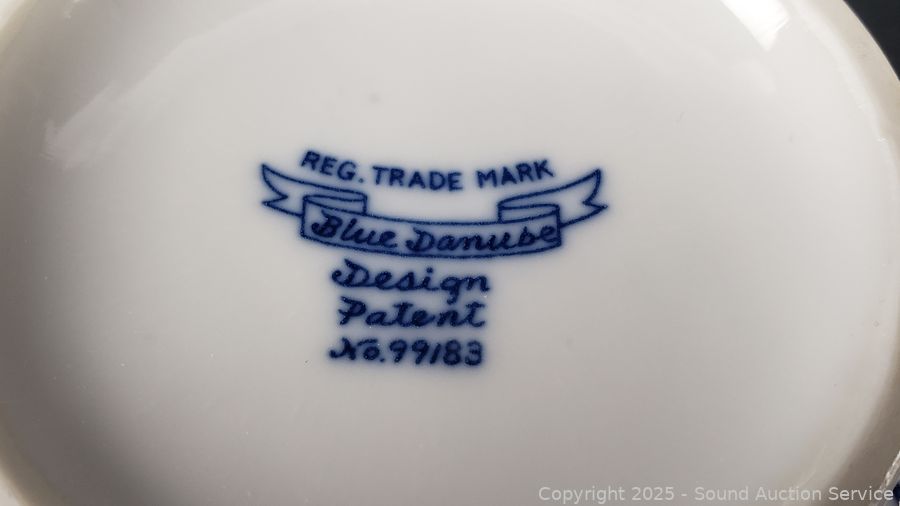 REG. TRADE MARK
Blue Danube
Design
Patent
No. 99183
Copyright 2025 - Sound Auction Service